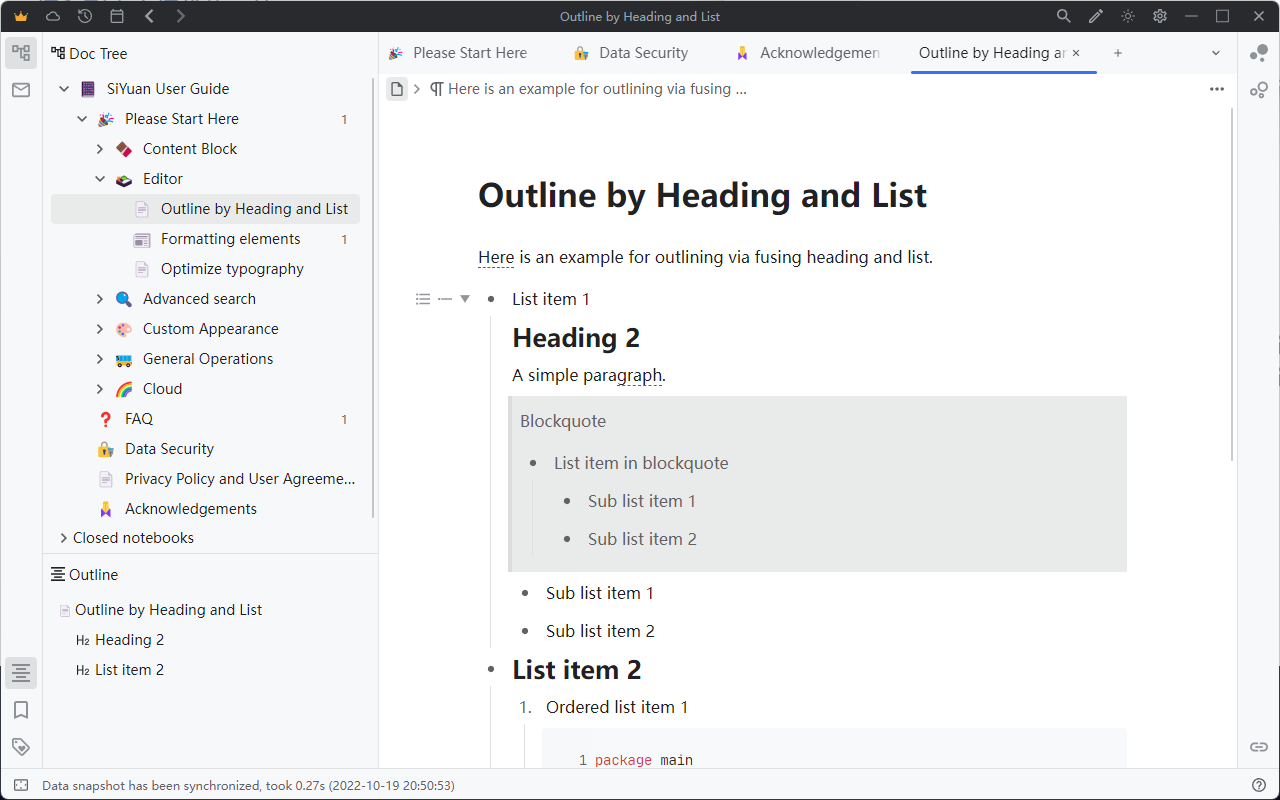 Outline by Heading and List
Doc Tree
SiYuan User Guide
Please Start Here 1
Content Block
Editor
Outline by Heading and List
Formatting elements 1
Optimize typography
Advanced search
Custom Appearance
General Operations
Cloud
FAQ 1
Data Security
Privacy Policy and User Agreeme...
Acknowledgements
Closed notebooks
Outline
Outline by Heading and List
H2 Heading 2
H2 List item 2
Please Start Here
Data Security
Acknowledgemen
Outline by Heading ar
Here is an example for outlining via fusing ...
Outline by Heading and List
Here is an example for outlining via fusing heading and list.
List item 1
Heading 2
A simple paragraph.
Blockquote
List item in blockquote
Sub list item 1
Sub list item 2
Sub list item 1
Sub list item 2
List item 2
1. Ordered list item 1
1 package main
Data snapshot has been synchronized, took 0.27s (2022-10-19 20:50:53)